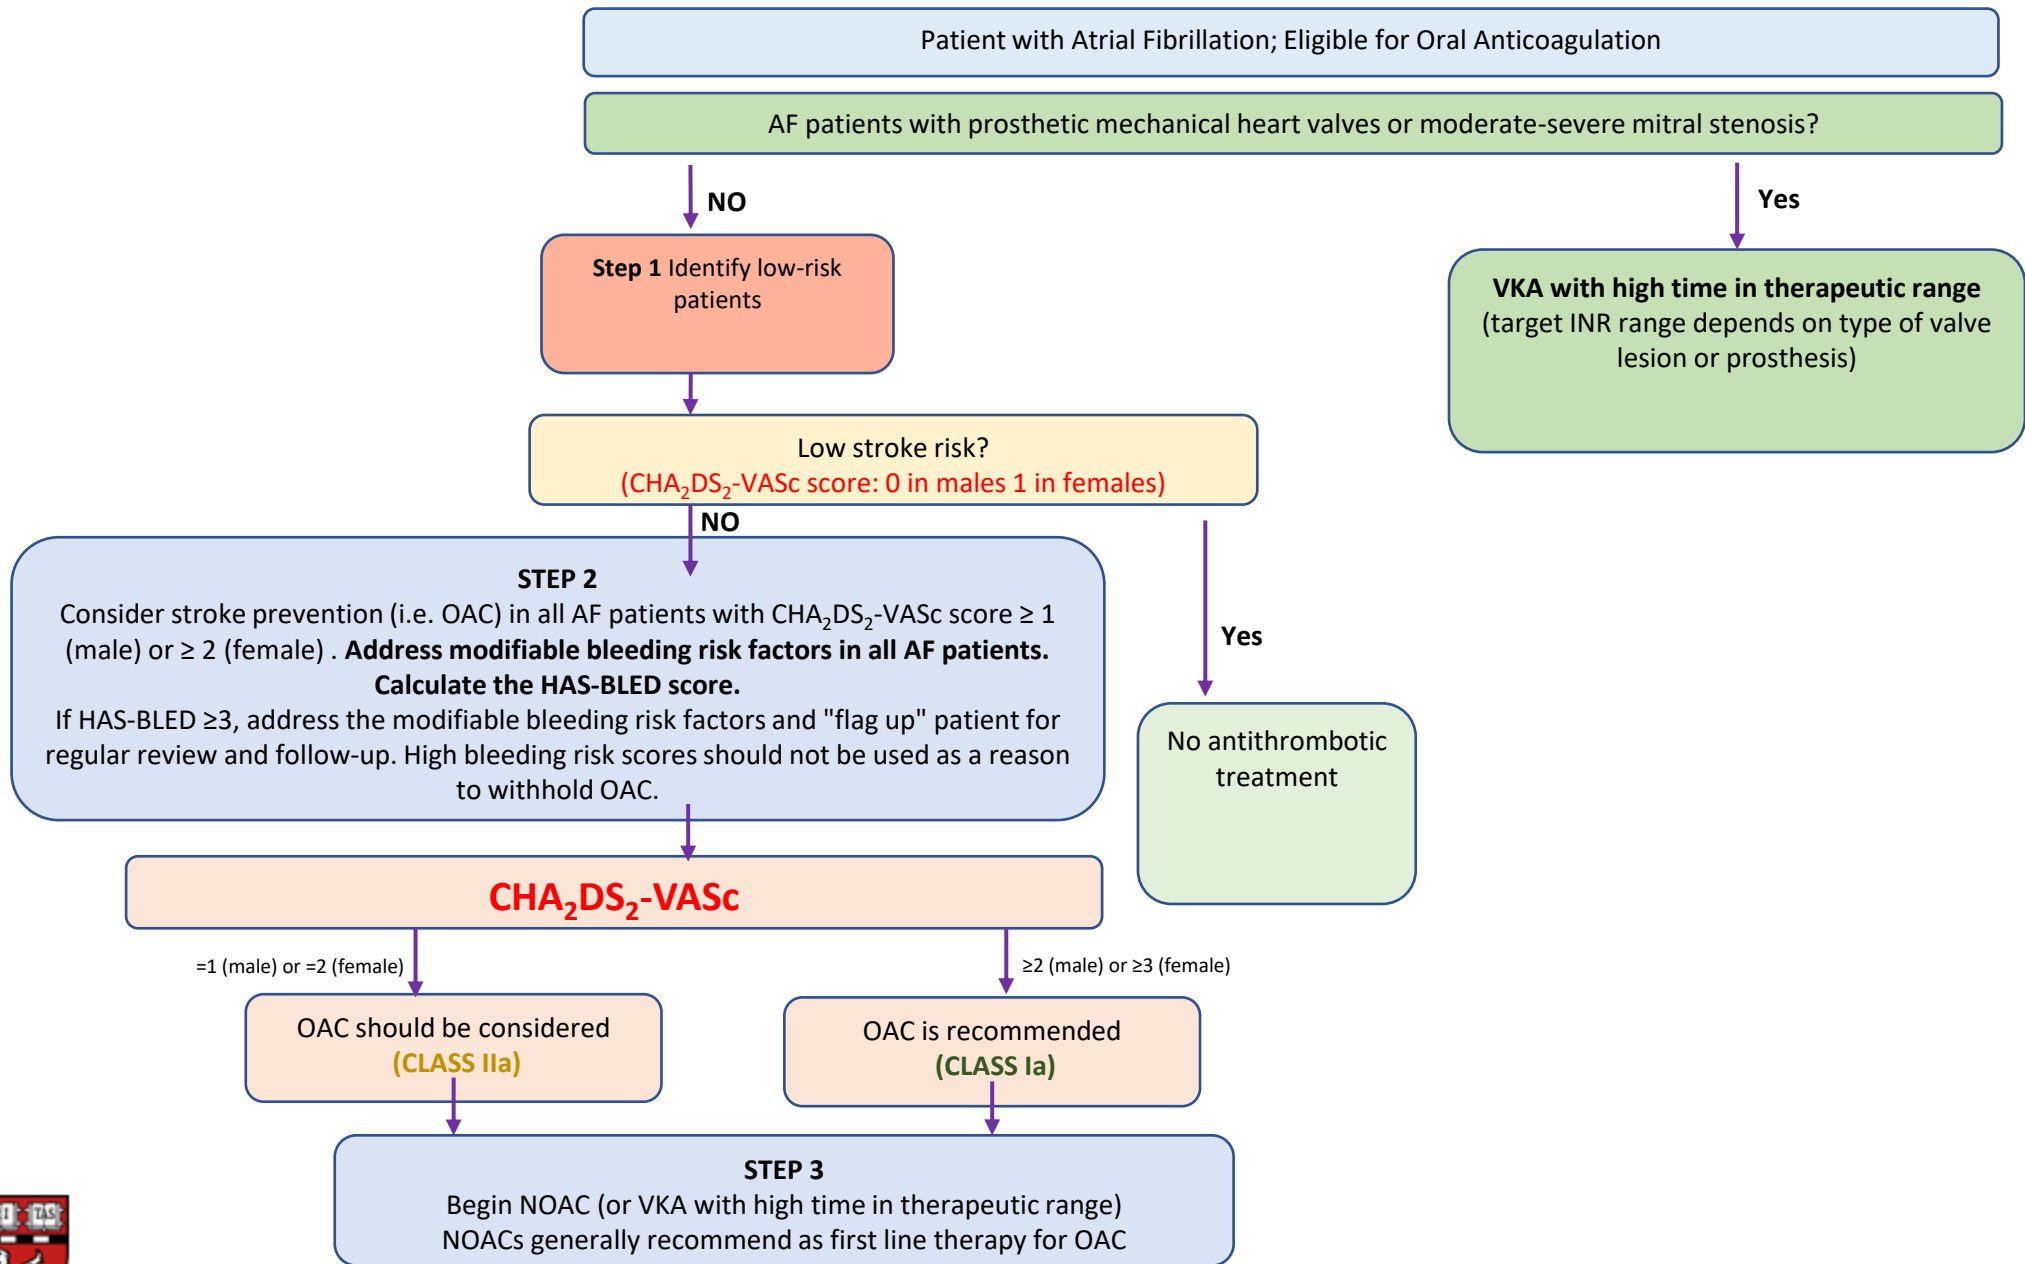 Patient with Atrial Fibrillation; Eligible for Oral Anticoagulation
AF patients with prosthetic mechanical heart valves or moderate-severe mitral stenosis?
NO
Yes
Step 1 Identify low-risk
patients
VKA with high time in therapeutic range
(target INR range depends on type of valve
lesion or prosthesis)
Low stroke risk?
(CHA₂DS₂-VASc score: 0 in males 1 in females)
NO
Yes
STEP 2
Consider stroke prevention (i.e. OAC) in all AF patients with CHA₂DS₂-VASc score ≥ 1
(male) or ≥ 2 (female) . Address modifiable bleeding risk factors in all AF patients.
Calculate the HAS-BLED score.
If HAS-BLED ≥3, address the modifiable bleeding risk factors and "flag up" patient for
regular review and follow-up. High bleeding risk scores should not be used as a reason
to withhold OAC.
No antithrombotic
treatment
CHA₂DS₂-VASc
=1 (male) or =2 (female)
≥2 (male) or ≥3 (female)
OAC should be considered
(CLASS IIa)
OAC is recommended
(CLASS Ia)
STEP 3
Begin NOAC (or VKA with high time in therapeutic range)
NOACs generally recommend as first line therapy for OAC
TAS